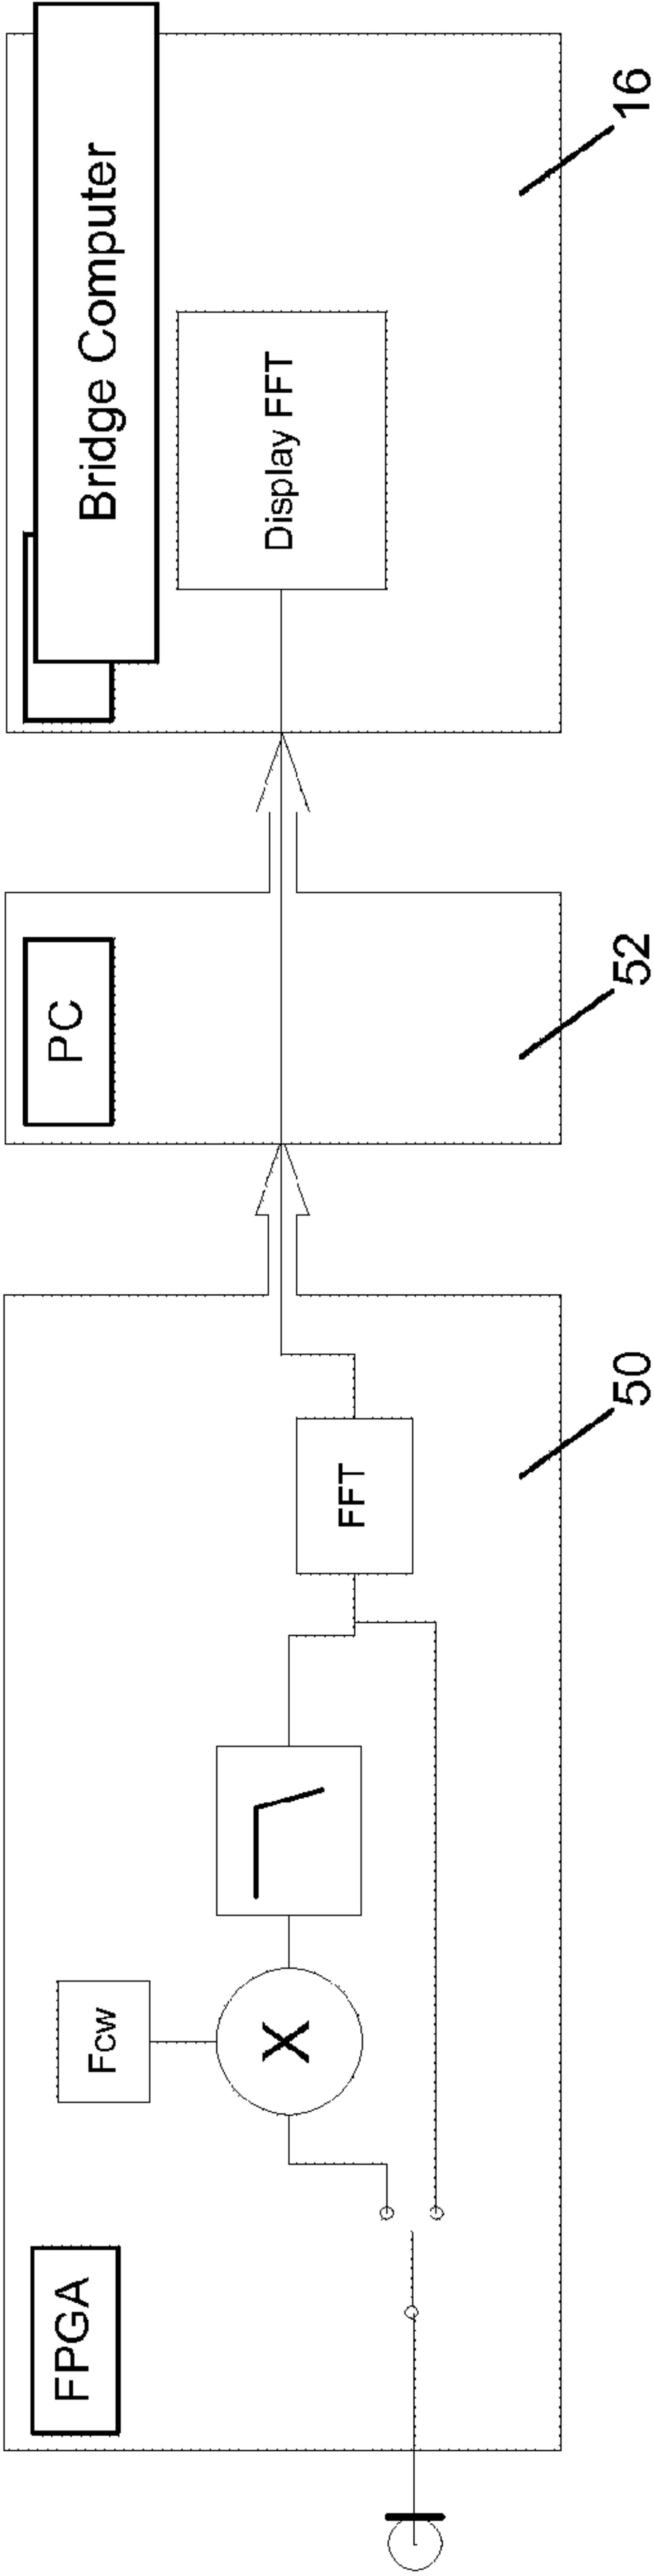 FPGA
Fcw
X
FFT
50
PC
52
Bridge Computer
Display FFT
16